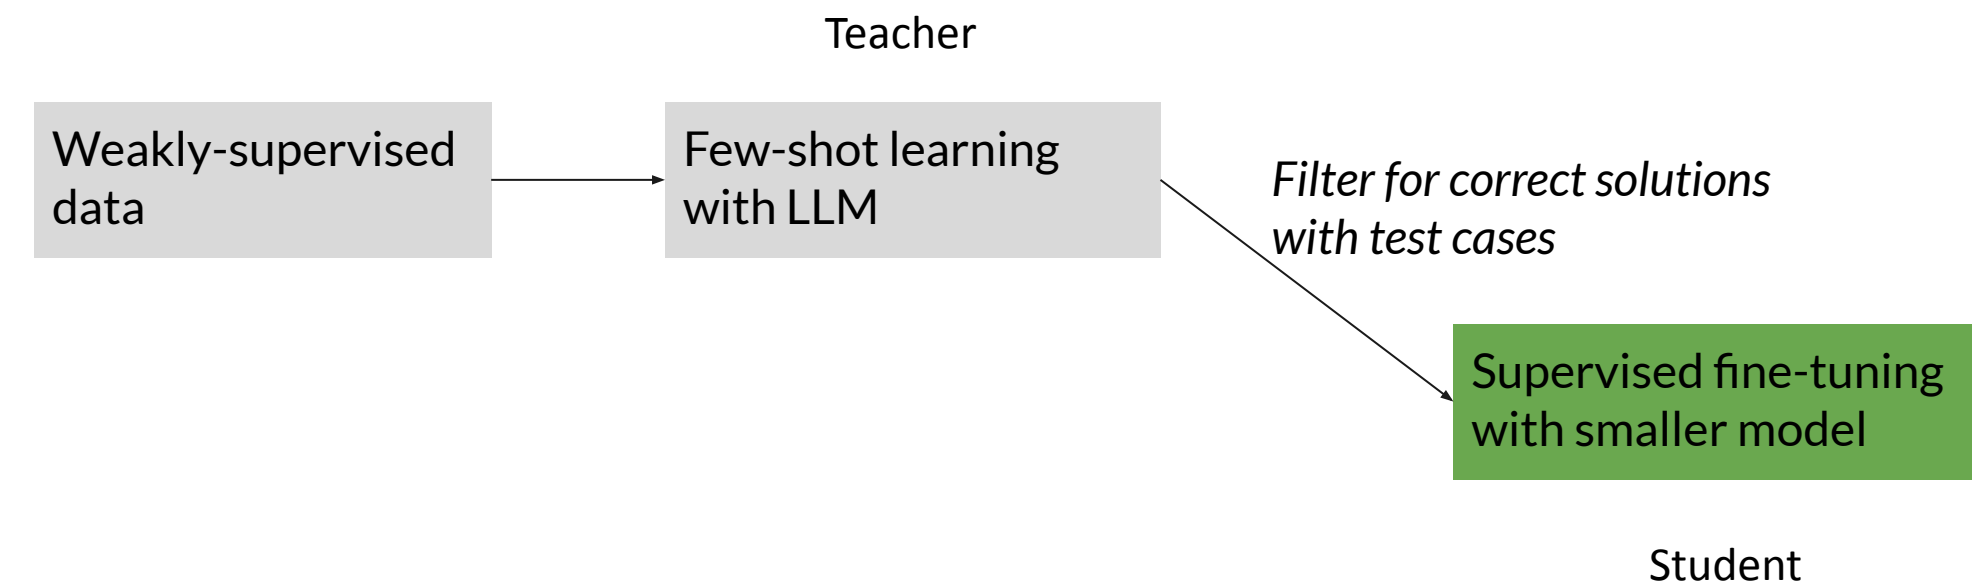 Teacher
Weakly-supervised
data
Few-shot learning
with LLM
Filter for correct solutions
with test cases
Supervised fine-tuning
with smaller model
Student